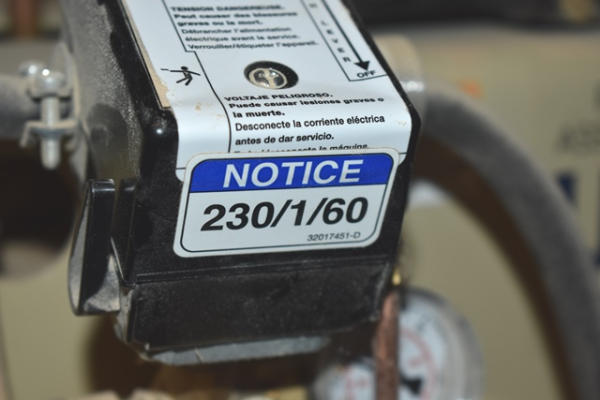 TENSION DANGEREUSE.
Peut causer des blessures
graves ou la mort.
Débrancher l'alimentation
électrique avant le service.
Verrouiller/étiqueter l'appareil.
LEVER
OFF
VOLTAJE PELIGROSO.
Puede causar lesiones graves o
la muerte.
Desconecte la corriente eléctrica
antes de dar servicio.
NOTICE
230/1/60
32017451-D